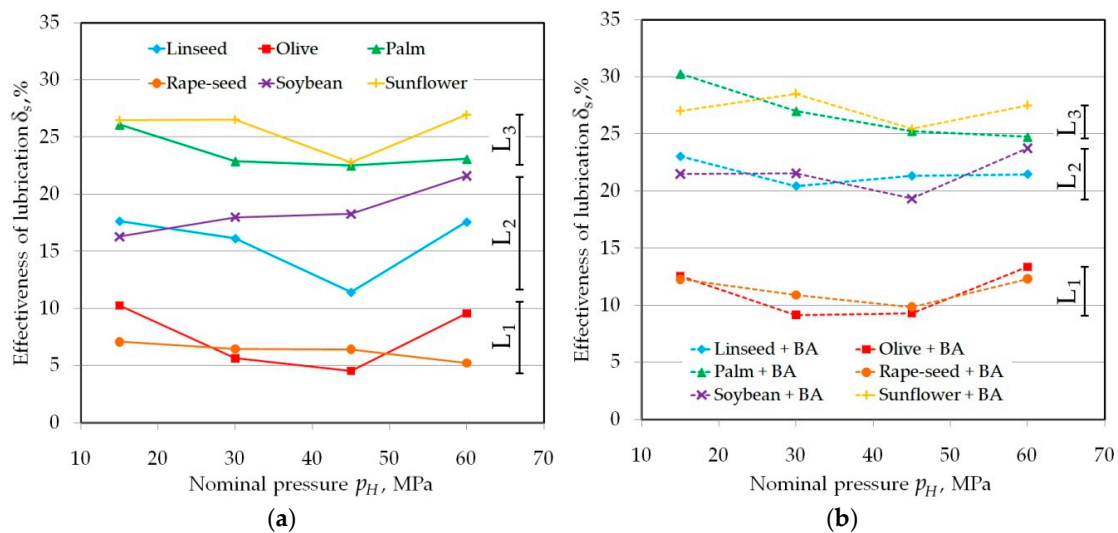 35
30
25
20
15
10
5
0
Effectiveness of lubrication δs,%
Linseed Olive Palm
Rape-seed Soybean Sunflower
L3
L2
L1
10 20 30 40 50 60 70
Nominal pressure pH, MPa
(a)
35
30
25
20
15
10
5
0
Effectiveness of lubrication δs,%
L3
L2
L1
Linseed + BA Olive + BA
Palm + BA Rape-seed + BA
Soybean + BA Sunflower + BA
10 20 30 40 50 60 70
Nominal pressure pH, MPa
(b)